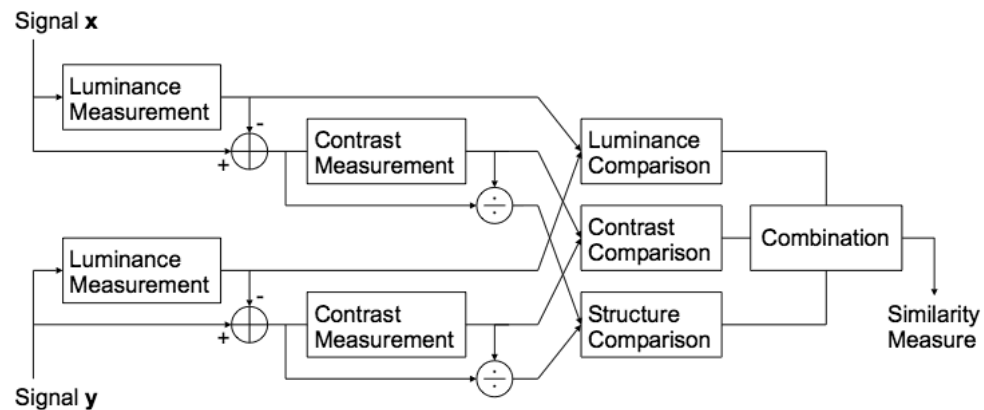 Signal x
Luminance
Measurement
-
+
Contrast
Measurement
÷
Luminance
Comparison
Contrast
Comparison
Combination
Luminance
Measurement
-
+
Contrast
Measurement
÷
Structure
Comparison
Similarity
Measure
Signal y